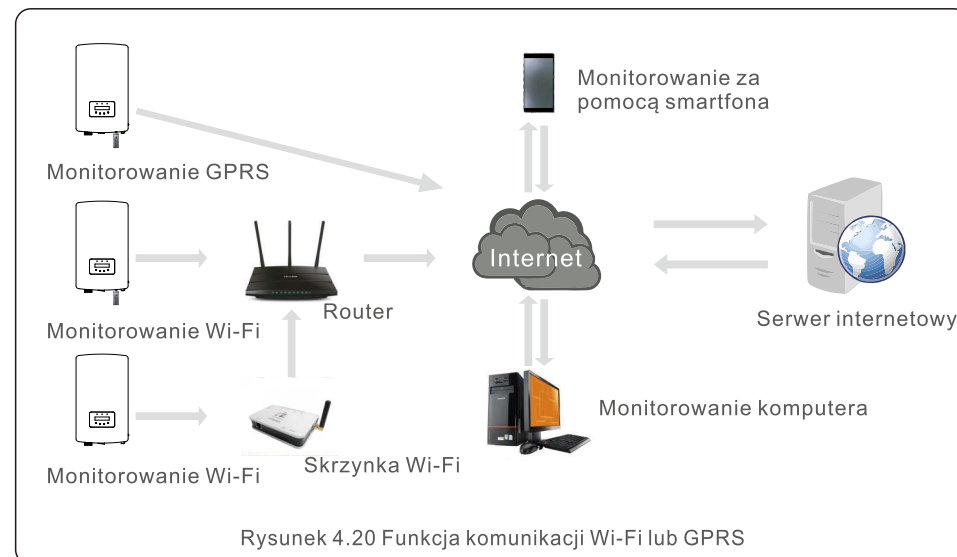 Monitorowanie za
pomocą smartfona
Monitorowanie GPRS
Internet
Router
Serwer internetowy
Monitorowanie Wi-Fi
Monitorowanie komputera
Skrzynka Wi-Fi
Monitorowanie Wi-Fi
Rysunek 4.20 Funkcja komunikacji Wi-Fi lub GPRS